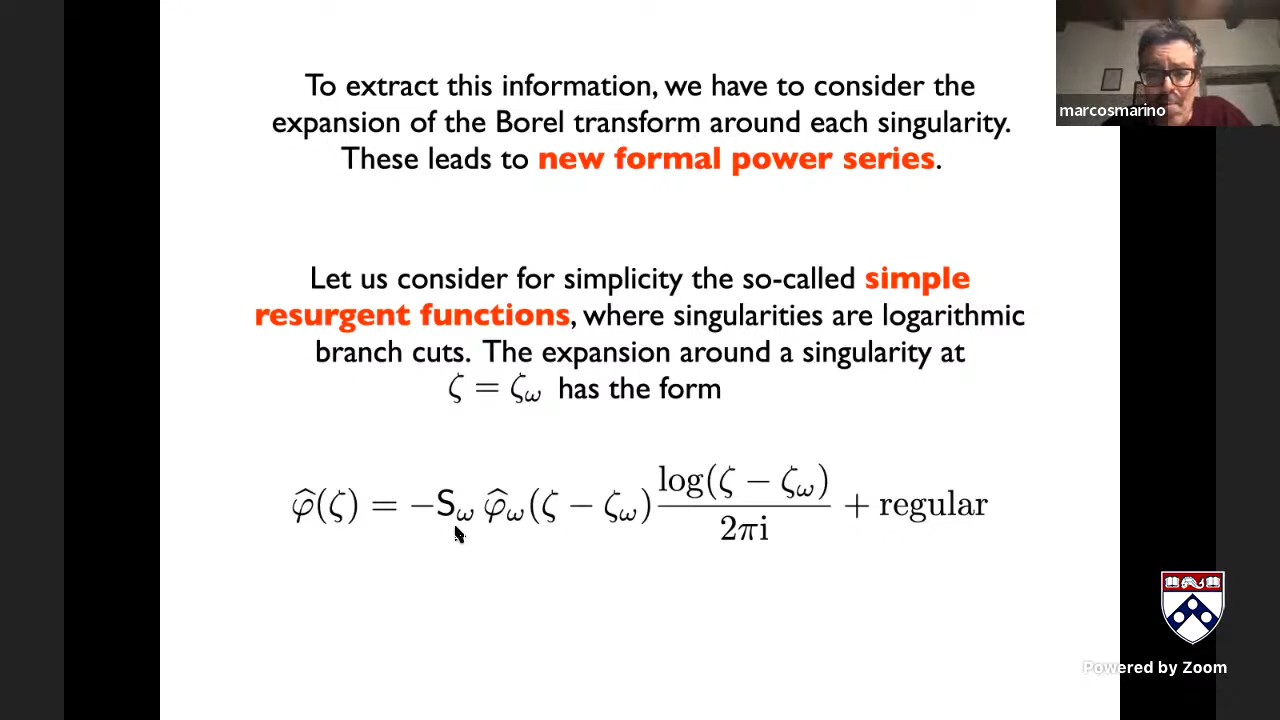 To extract this information, we have to consider the
expansion of the Borel transform around each singularity.
These leads to new formal power series.
marcosmarino
Let us consider for simplicity the so-called simple
resurgent functions, where singularities are logarithmic
branch cuts. The expansion around a singularity at
ζ = ζ_ω has the form
φ̂(ζ) = −S_ω φ̂_ω(ζ − ζ_ω) log(ζ − ζ_ω)/2πi + regular
Powered by Zoom